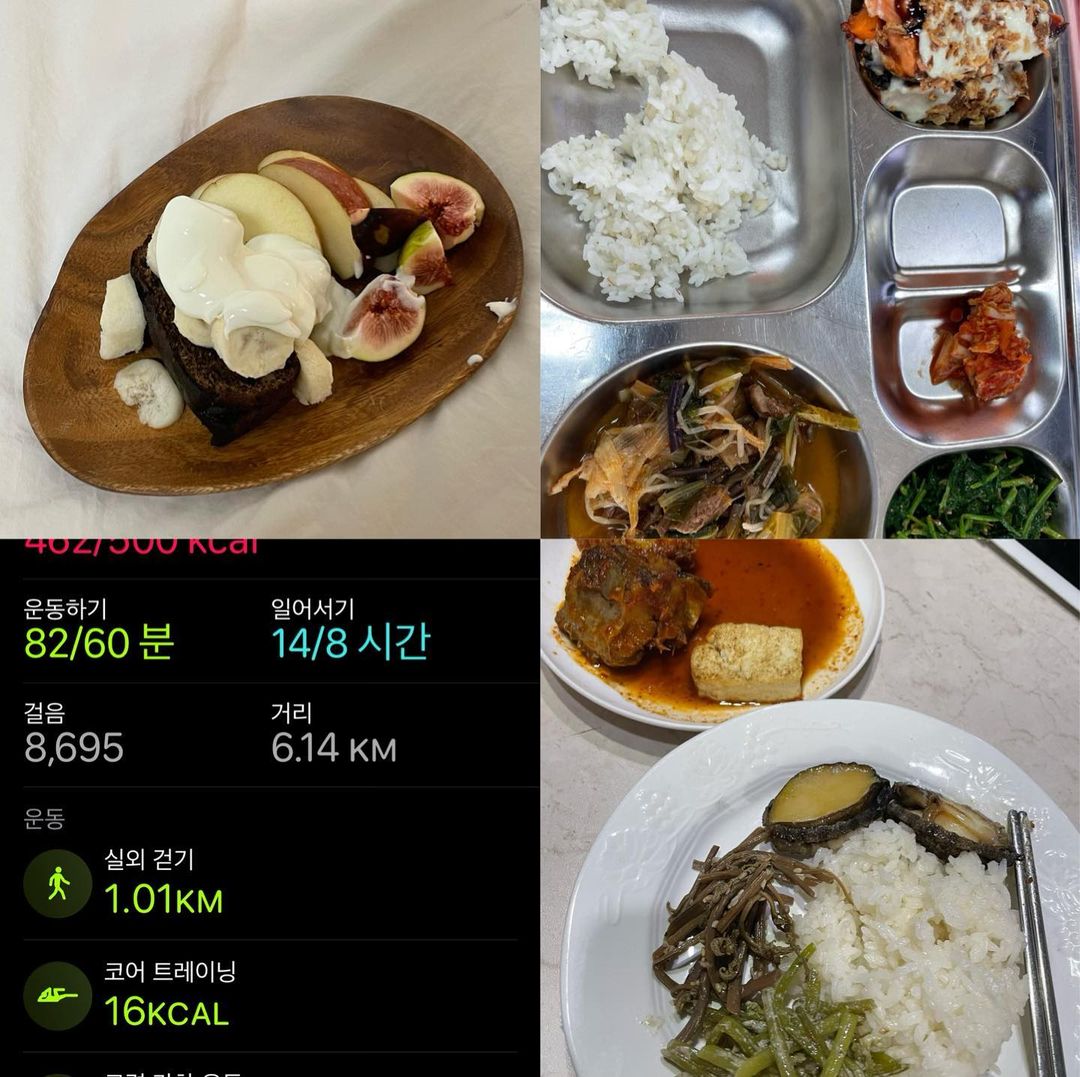 462/500 kcal
운동하기
82/60 분
일어서기
14/8 시간
걸음
8,695
거리
6.14 KM
운동
실외 걷기
1.01KM
코어 트레이닝
16KCAL